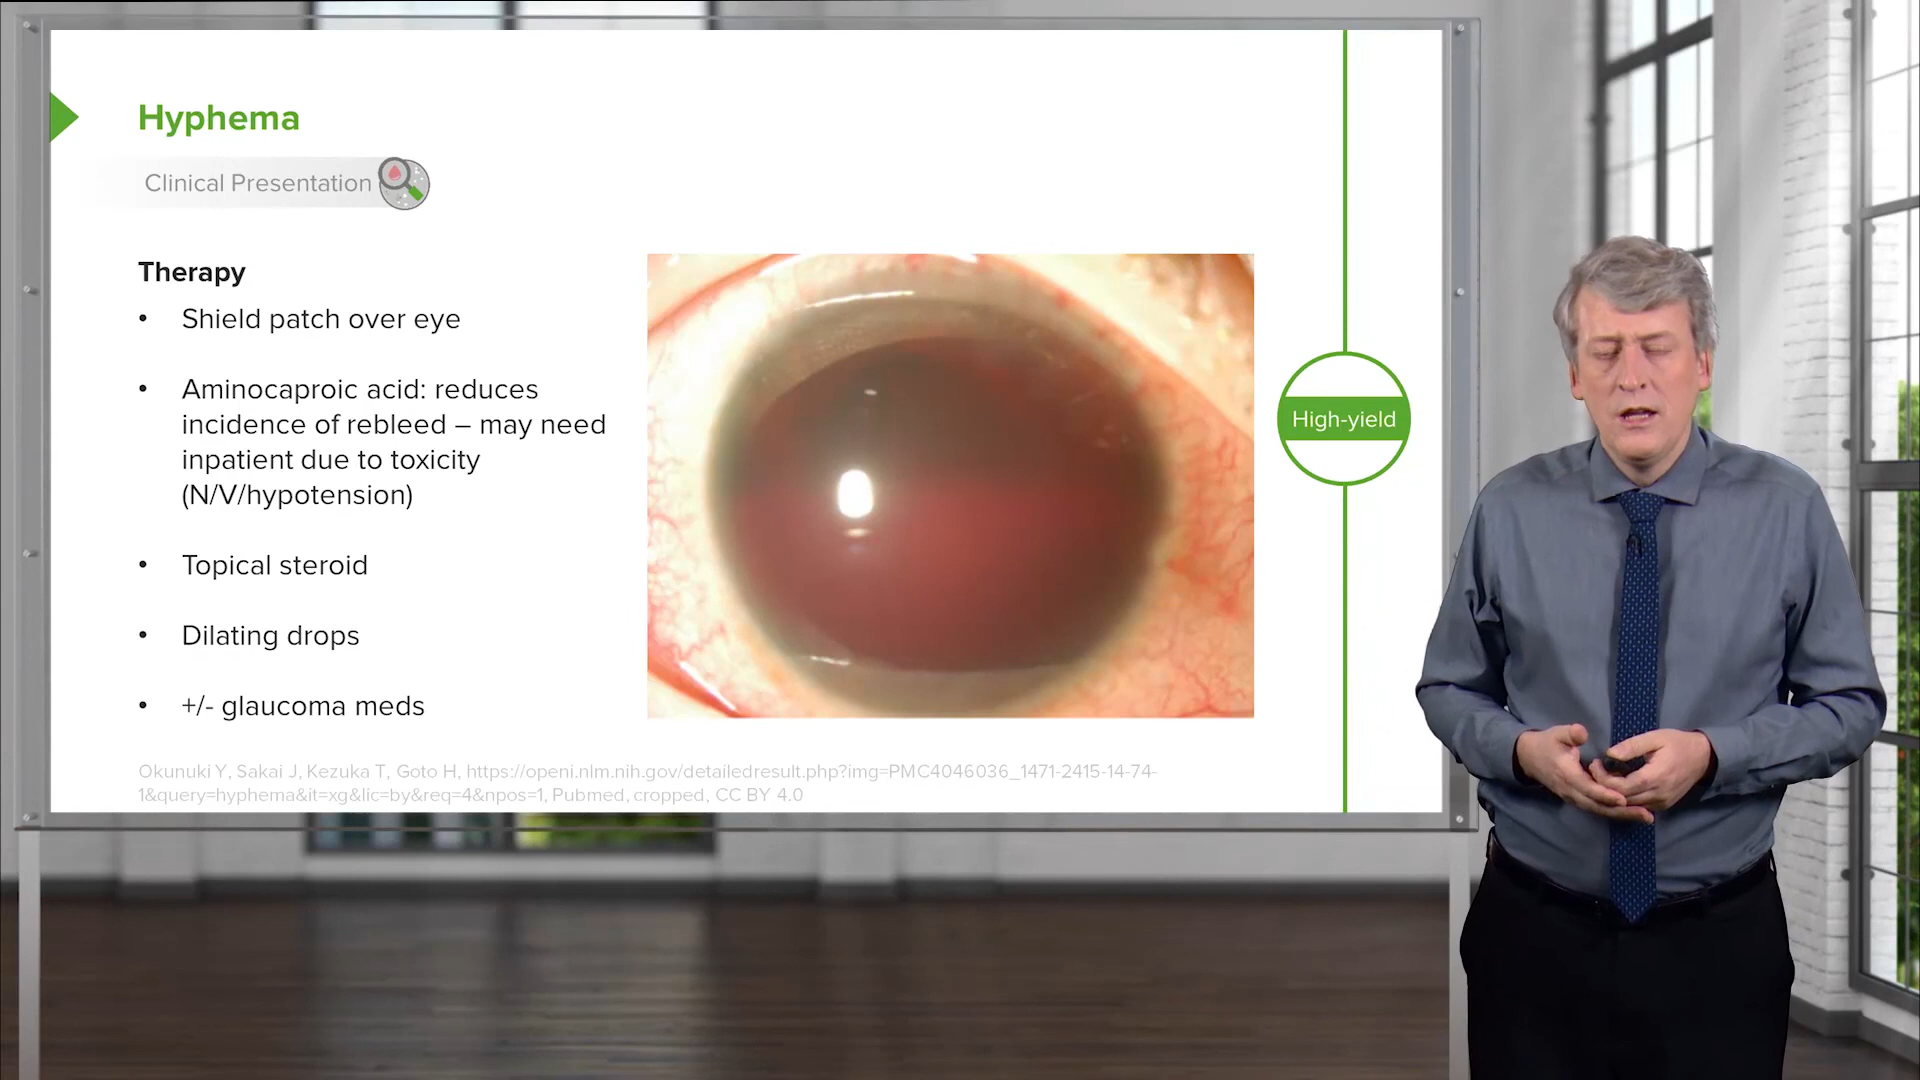 Hyphema
Clinical Presentation
Therapy
• Shield patch over eye
• Aminocaproic acid: reduces
incidence of rebleed – may need
inpatient due to toxicity
(N/V/hypotension)
• Topical steroid
• Dilating drops
• +/- glaucoma meds
High-yield
Okunuki Y, Sakai J, Kezuka T, Goto H, https://openi.nlm.nih.gov/detailedresult.php?img=PMC4046036_1471-2415-14-74-
1&query=hyphema&it=xg&lic=by&req=4&npos=1, Pubmed, cropped, CC BY 4.0